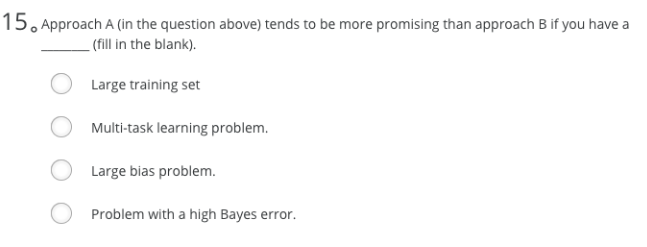 15. Approach A (in the question above) tends to be more promising than approach B if you have a
______ (fill in the blank).
Large training set
Multi-task learning problem.
Large bias problem.
Problem with a high Bayes error.